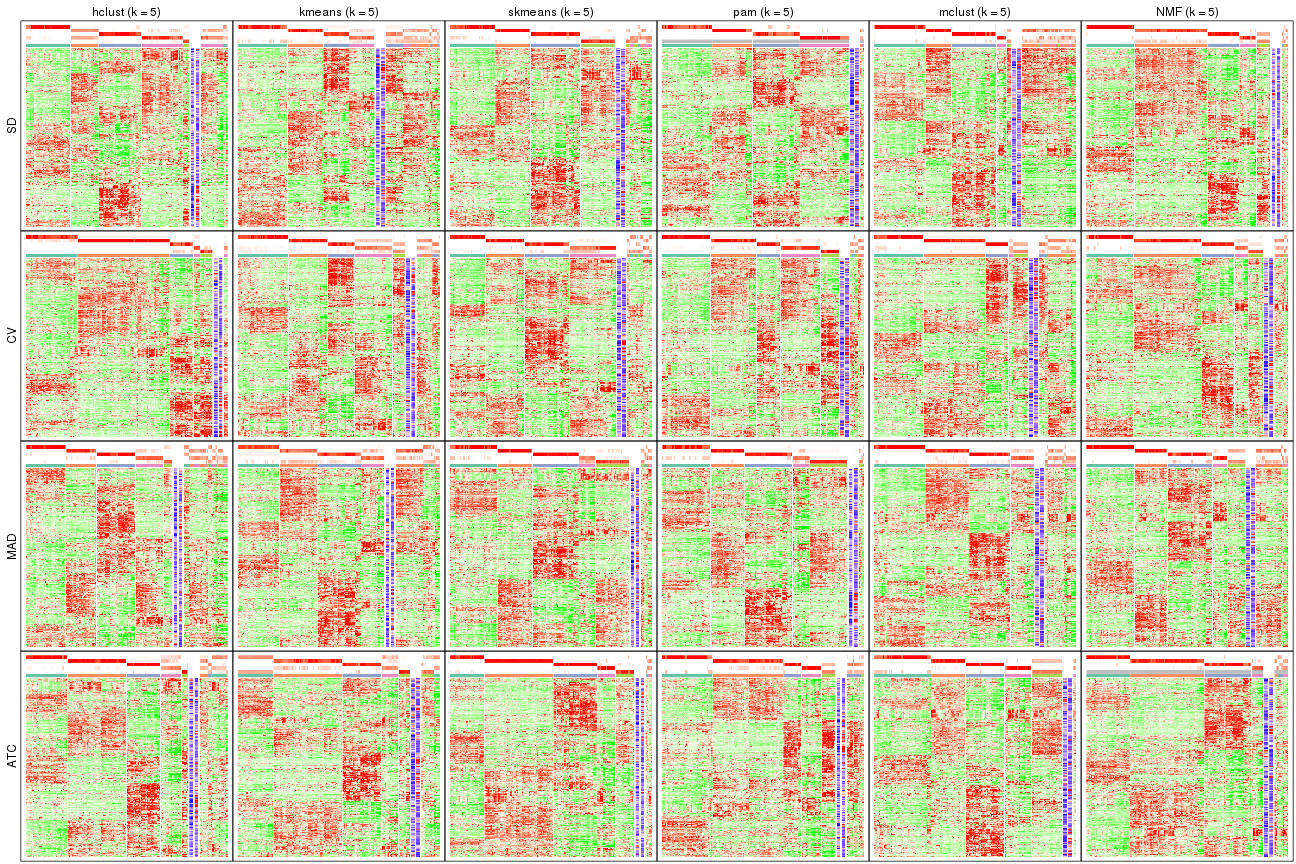 hclust (k = 5) kmeans (k = 5) skmeans (k = 5) pam (k = 5) mclust (k = 5) NMF (k = 5)
SD
CV
MAD
ATC